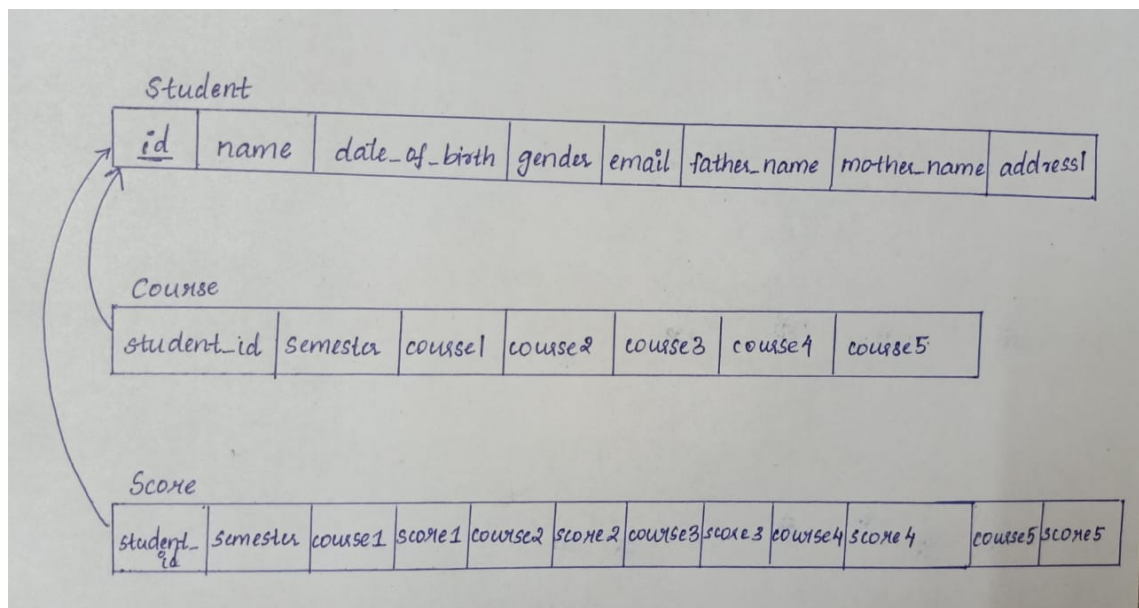 Student
id name date_of_birth gender email father_name mother_name address1
Course
student_id semester course1 course2 course3 course4 course5
Score
student_id semester course1 score1 course2 score2 course3 score3 course4 score4 course5 score5